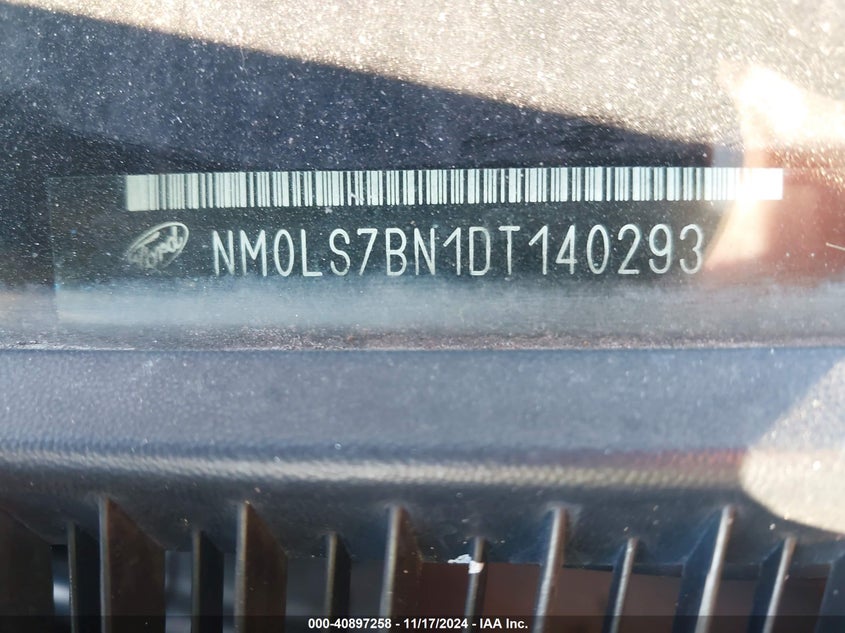 Ford NM0LS7BN1DT140293
000-40897258 - 11/17/2024 - IAA Inc.